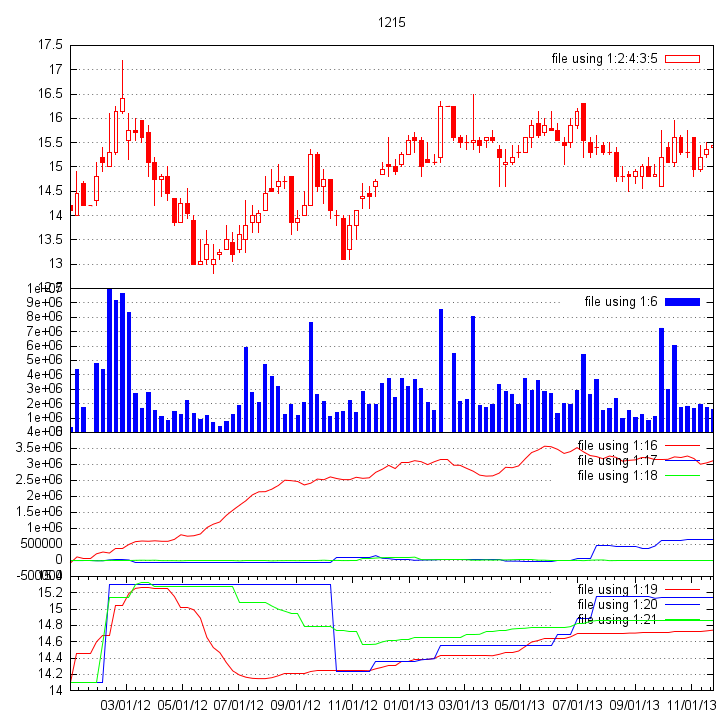 1215
17.5
file using 1:2:4:3:5
17
16.5
16
15.5
15
14.5
14
13.5
13
1e+07
file using 1:6
9e+06
8e+06
7e+06
6e+06
5e+06
4e+06
3e+06
2e+06
1e+06
file using 1:16
3.5e+06
file using 1:17
3e+06
file using 1:18
2.5e+06
2e+06
1.5e+06
1e+06
500000
0
file using 1:19
15.2
file using 1:20
15
file using 1:21
14.8
14.6
14.4
14.2
14
03/01/12 05/01/12 07/01/12 09/01/12 11/01/12 01/01/13 03/01/13 05/01/13 07/01/13 09/01/13 11/01/13